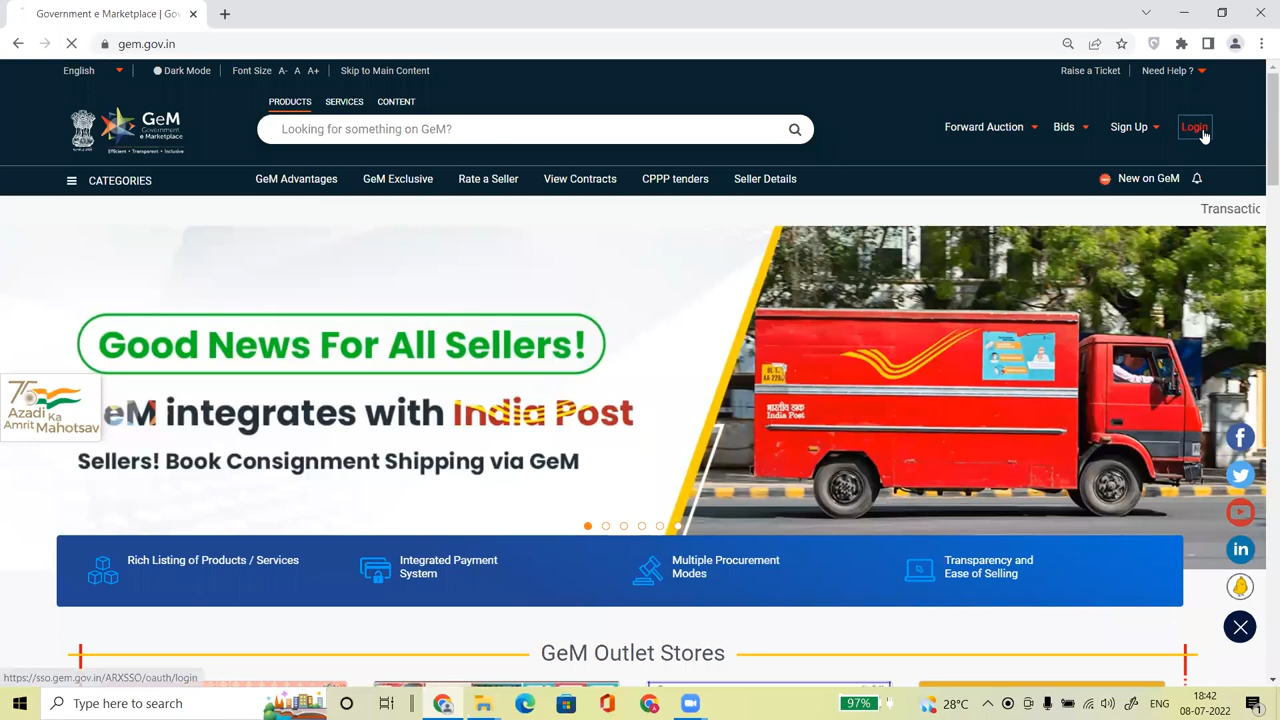 Government e Marketplace | Gov
gem.gov.in
English
Dark Mode
Font Size A- A A+
Skip to Main Content
Raise a Ticket
Need Help ?
GeM
Government
e Marketplace
Efficient • Transparent • Inclusive
PRODUCTS SERVICES CONTENT
Looking for something on GeM?
Forward Auction
Bids
Sign Up
Login
CATEGORIES
GeM Advantages
GeM Exclusive
Rate a Seller
View Contracts
CPPP tenders
Seller Details
New on GeM
Transactic
Good News For All Sellers!
eM integrates with India Post
Sellers! Book Consignment Shipping via GeM
75
Azadi Ka
Amrit Mahotsav
भारतीय डाक
India Post
Rich Listing of Products / Services
Integrated Payment
System
Multiple Procurement
Modes
Transparency and
Ease of Selling
GeM Outlet Stores
https://sso.gem.gov.in/ARXSSO/oauth/login
Type here to search
97%
28°C
ENG
18:42
08-07-2022
1